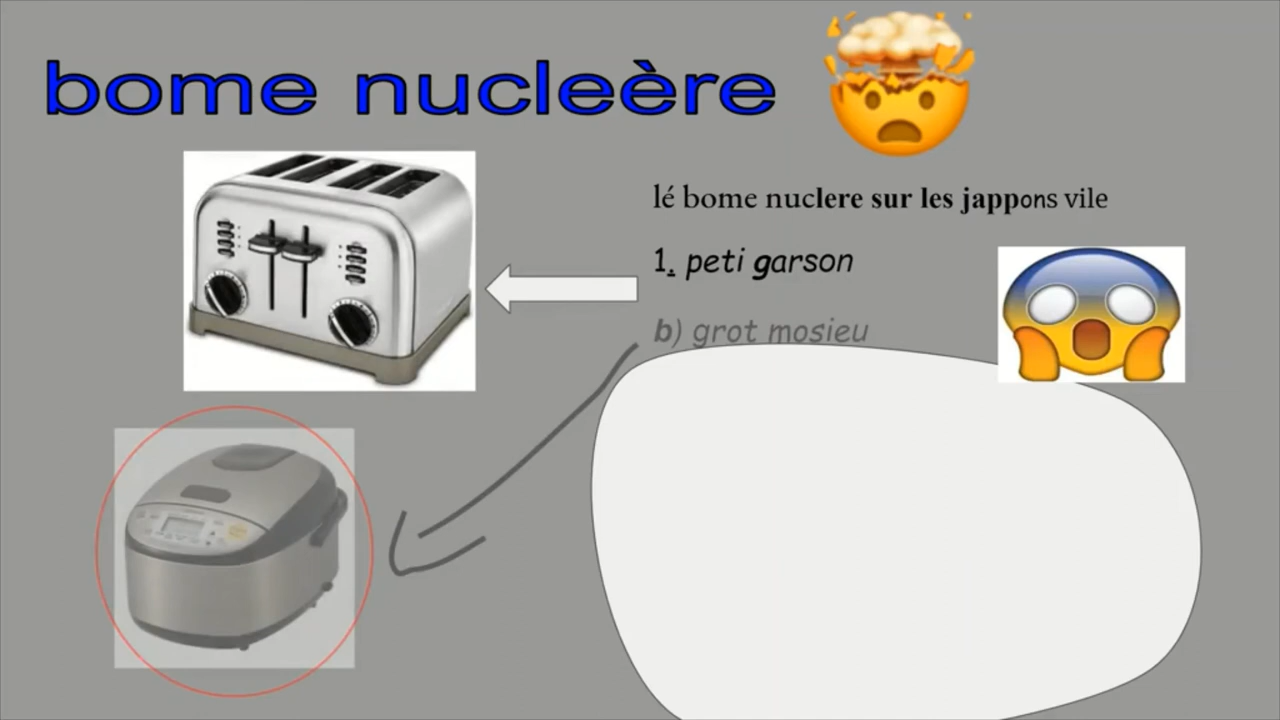 bome nucleère
lé bome nuclere sur les jappons vile
1. peti garson
b) grot mosieu